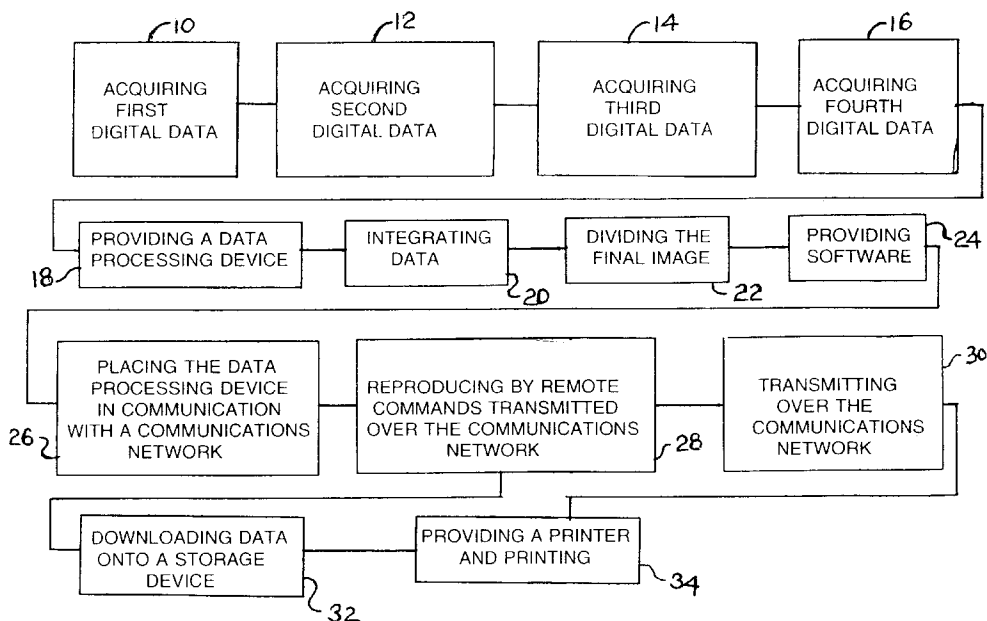 10
12
14
16
ACQUIRING
FIRST
DIGITAL DATA
ACQUIRING
SECOND
DIGITAL DATA
ACQUIRING
THIRD
DIGITAL DATA
ACQUIRING
FOURTH
DIGITAL DATA
PROVIDING A DATA
PROCESSING DEVICE
18
INTEGRATING
DATA
20
DIVIDING THE
FINAL IMAGE
22
PROVIDING
SOFTWARE
24
PLACING THE DATA
PROCESSING DEVICE
IN COMMUNICATION
WITH A COMMUNICATIONS
NETWORK
26
REPRODUCING BY REMOTE
COMMANDS TRANSMITTED
OVER THE COMMUNICATIONS
NETWORK
28
TRANSMITTING
OVER THE
COMMUNICATIONS
NETWORK
30
DOWNLOADING DATA
ONTO A STORAGE
DEVICE
32
PROVIDING A PRINTER
AND PRINTING
34